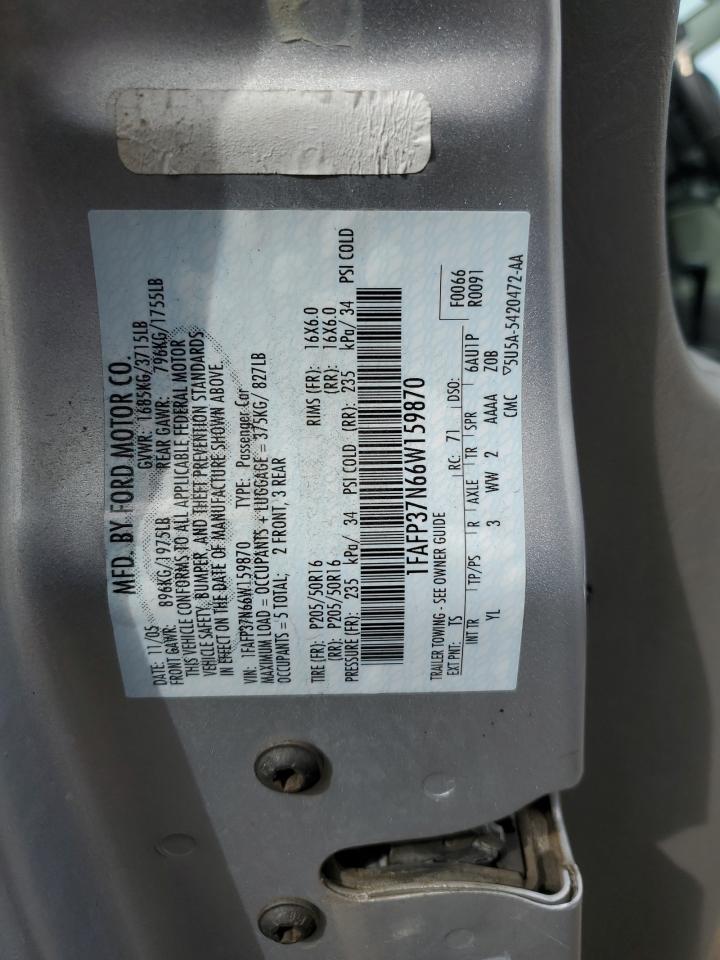 MFD. BY FORD MOTOR CO.
DATE: 11/05 GVWR: 1685KG/3715LB
FRONT GAWR: 896KG/1975LB REAR GAWR: 796KG/1755LB
THIS VEHICLE CONFORMS TO ALL APPLICABLE FEDERAL MOTOR
VEHICLE SAFETY, BUMPER, AND THEFT PREVENTION STANDARDS
IN EFFECT ON THE DATE OF MANUFACTURE SHOWN ABOVE.
VIN: 1FAFP37N66W159870 TYPE: Passenger Car
MAXIMUM LOAD = OCCUPANTS + LUGGAGE = 375KG/ 827LB
OCCUPANTS = 5 TOTAL: 2 FRONT, 3 REAR
TIRE (FR): P205/50R16 RIMS (FR): 16X6.0
(RR): P205/50R16 (RR): 16X6.0
PRESSURE (FR): 235 kPa/ 34 PSI COLD (RR): 235 kPa/ 34 PSI COLD
1FAFP37N66W159870
TRAILER TOWING - SEE OWNER GUIDE F0066
EXT PNT: TS RC: 71 DSO: R0091
INT TR TP/PS R AXLE TR SPR 6AU1P
YL 3 WW 2 AAAA Z0B
CMC ▽5U5A-5420472-AA